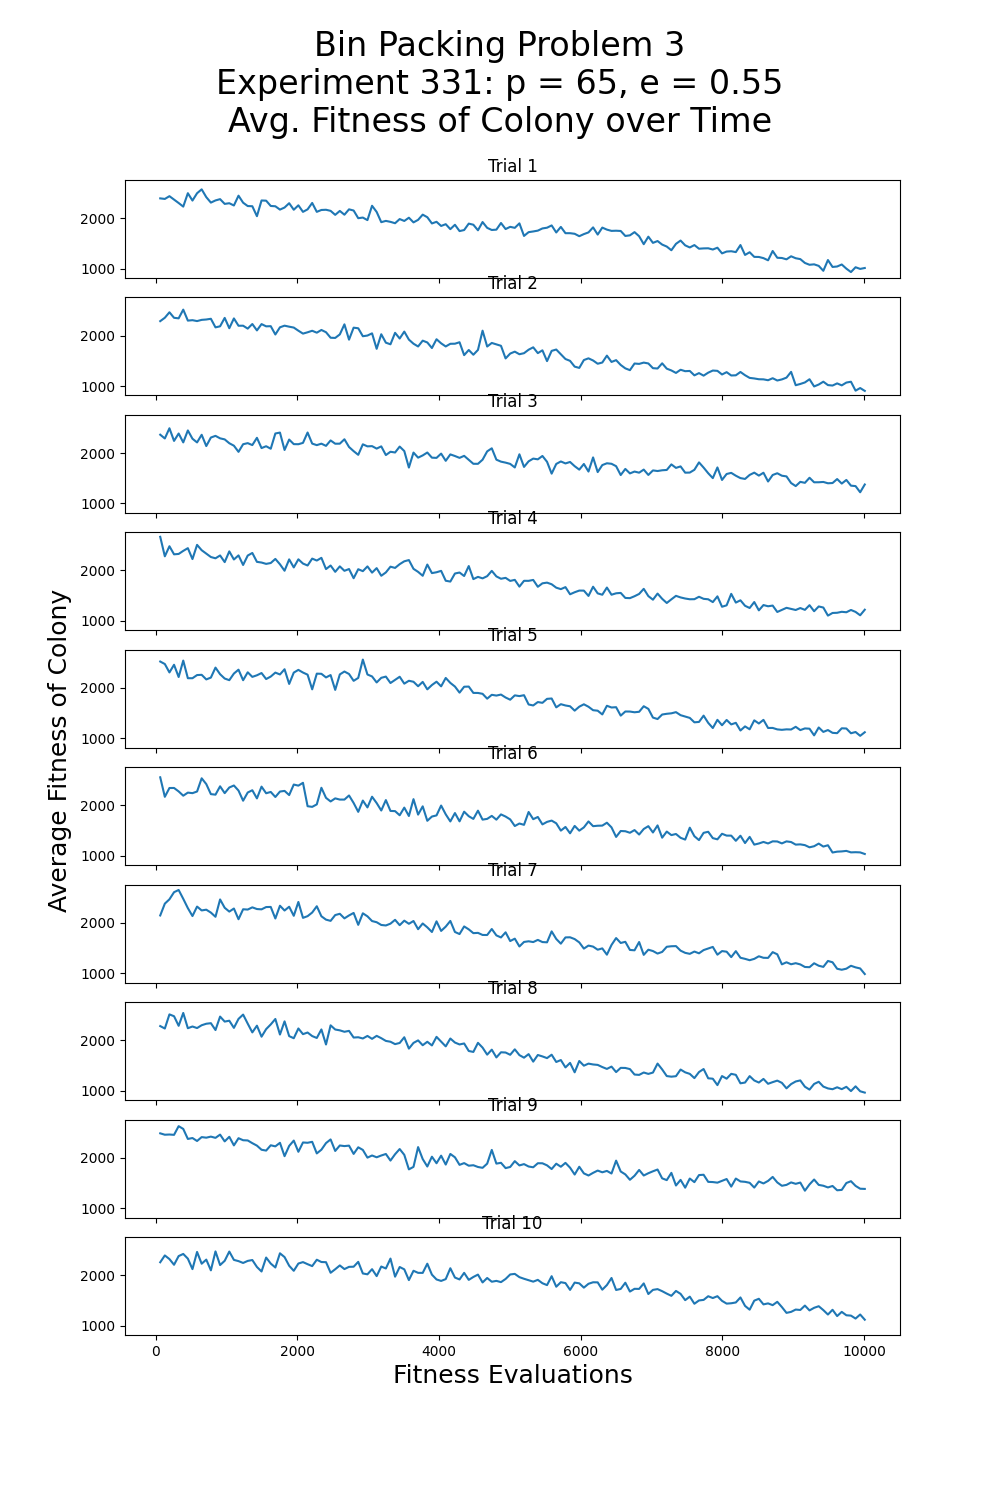 Bin Packing Problem 3
Experiment 331: p = 65, e = 0.55
Avg. Fitness of Colony over Time
Trial 1
2000
1000
Trial 2
2000
1000
Trial 3
2000
1000
Trial 4
2000
1000
Trial 5
2000
1000
Trial 6
2000
1000
Trial 7
2000
1000
Trial 8
2000
1000
Trial 9
2000
1000
Trial 10
2000
1000
0 2000 4000 6000 8000 10000
Fitness Evaluations
Average Fitness of Colony